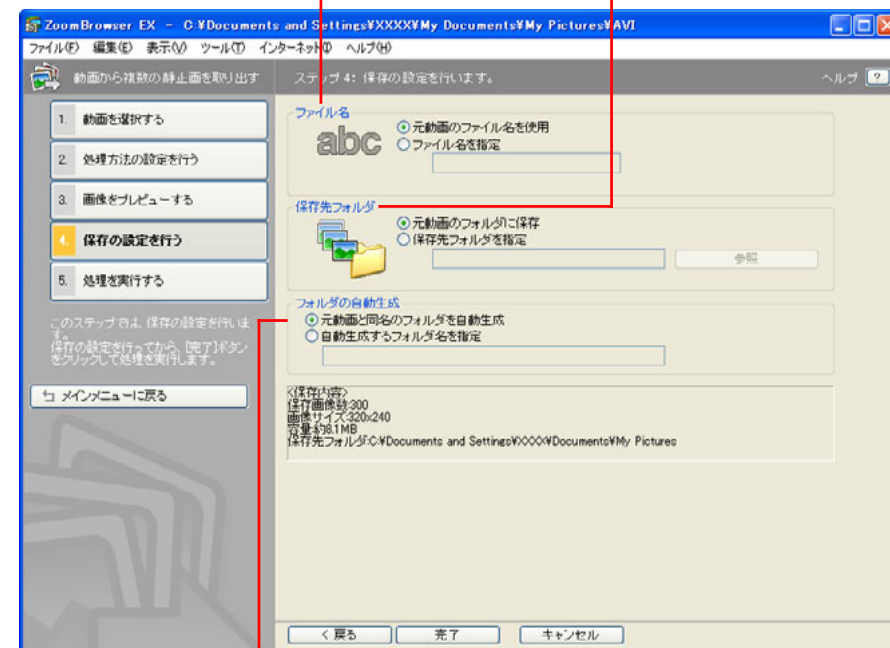 ZoomBrowser EX - C:¥Documents and Settings¥XXXX¥My Documents¥My Pictures¥AVI
ファイル(F) 編集(E) 表示(V) ツール(T) インターネット(I) ヘルプ(H)
動画から複数の静止画を取り出す
ステップ 4: 保存の設定を行います。
ヘルプ ?
1. 動画を選択する
2. 処理方法の設定を行う
3. 画像をプレビューする
4. 保存の設定を行う
5. 処理を実行する
このステップでは、保存の設定を行いま
す。
保存の設定を行ってから、[完了]ボタン
をクリックして処理を実行します。
メインメニューに戻る
ファイル名
abc
元動画のファイル名を使用
ファイル名を指定
保存先フォルダ
元動画のフォルダに保存
保存先フォルダを指定
参照
フォルダの自動生成
元動画と同名のフォルダを自動生成
自動生成するフォルダ名を指定
<保存内容>
保存画像数:300
画像サイズ:320x240
容量:約8.1MB
保存先フォルダ:C:¥Documents and Settings¥XXXX¥Documents¥My Pictures
< 戻る
完了
キャンセル